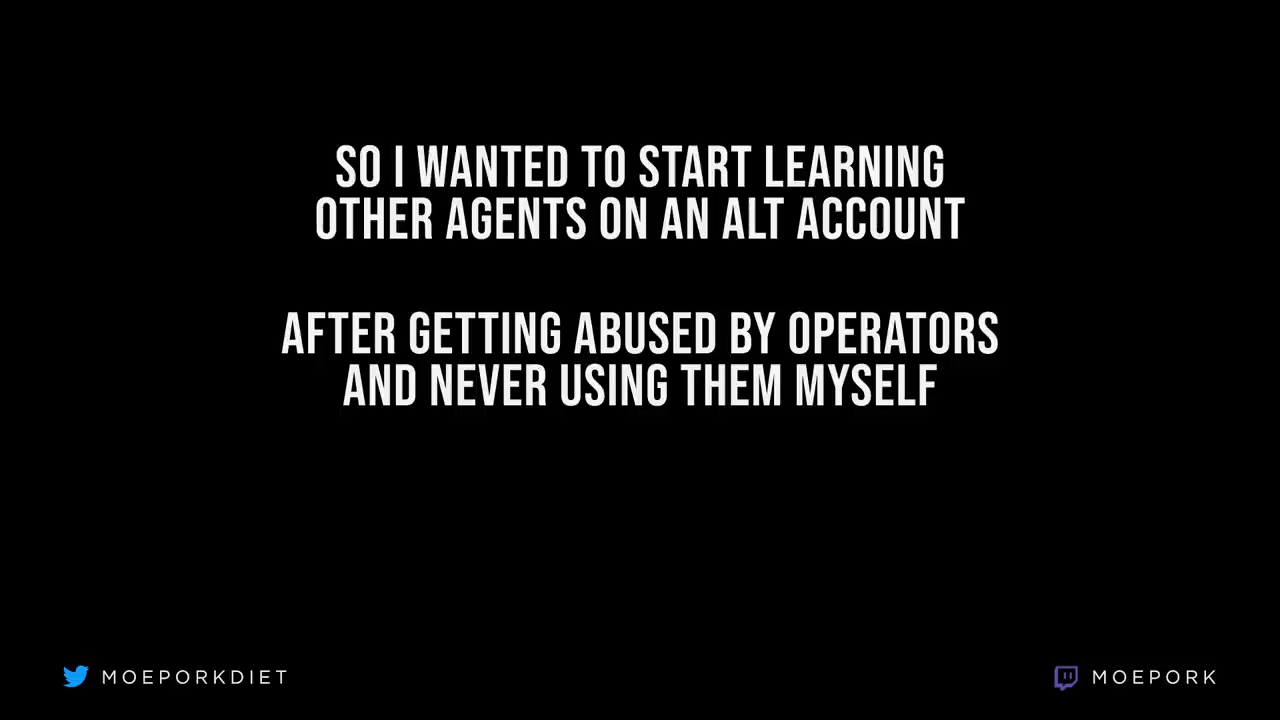 SO I WANTED TO START LEARNING
OTHER AGENTS ON AN ALT ACCOUNT
AFTER GETTING ABUSED BY OPERATORS
AND NEVER USING THEM MYSELF
MOEPORKDIET
MOEPORK